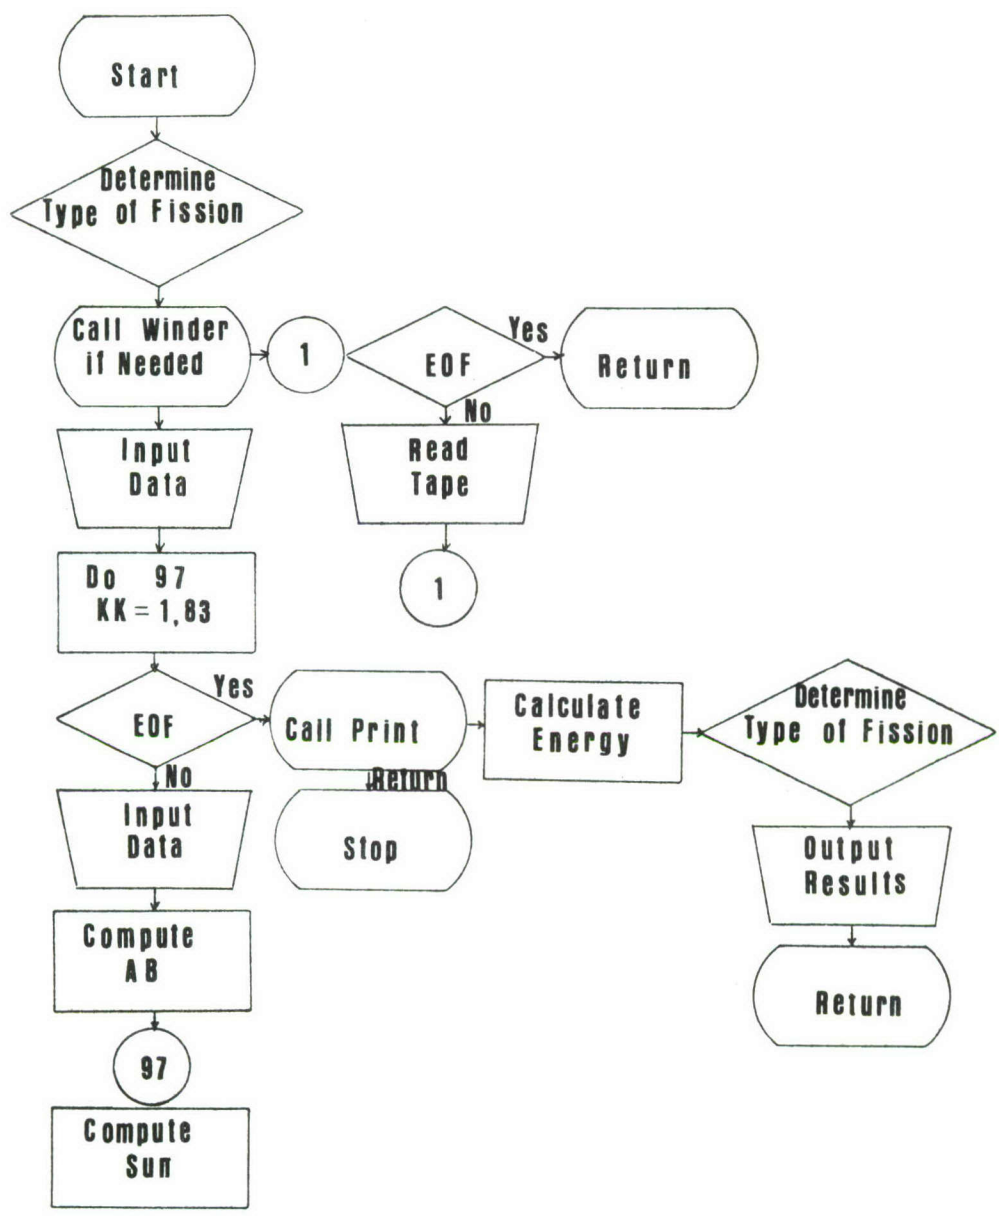 Start
Determine
Type of Fission
Call Winder
if Needed
1
EOF
Yes
Return
No
Input
Data
Read
Tape
1
Do 97
KK = 1,83
EOF
Yes
Call Print
Calculate
Energy
Determine
Type of Fission
No
Return
Input
Data
Stop
Output
Results
Compute
AB
Return
97
Compute
Sum